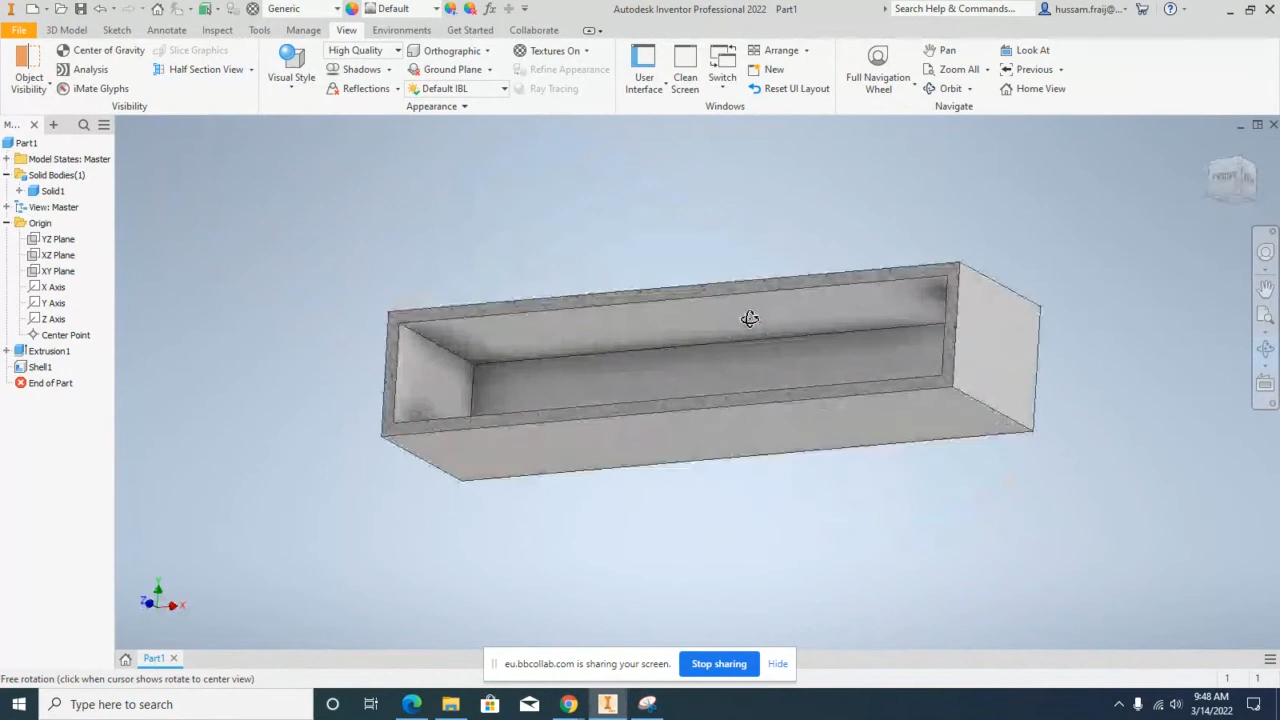 Generic Default fx Autodesk Inventor Professional 2022 Part1 Search Help & Commands... hussam.fraij@...
File 3D Model Sketch Annotate Inspect Tools Manage View Environments Get Started Collaborate
Object Visibility
Center of Gravity
Analysis
iMate Glyphs
Slice Graphics
Half Section View
Visibility
Visual Style
High Quality
Shadows
Reflections
Orthographic
Ground Plane
Default IBL
Textures On
Refine Appearance
Ray Tracing
Appearance
User Interface
Clean Screen
Switch
Arrange
New
Reset UI Layout
Windows
Full Navigation Wheel
Pan
Zoom All
Orbit
Look At
Previous
Home View
Navigate
M...
Part1
Model States: Master
Solid Bodies(1)
Solid1
View: Master
Origin
YZ Plane
XZ Plane
XY Plane
X Axis
Y Axis
Z Axis
Center Point
Extrusion1
Shell1
End of Part
Y
Z
X
Part1
eu.bbcollab.com is sharing your screen. Stop sharing Hide
Free rotation (click when cursor shows rotate to center view) 1 1
Type here to search
9:48 AM
3/14/2022